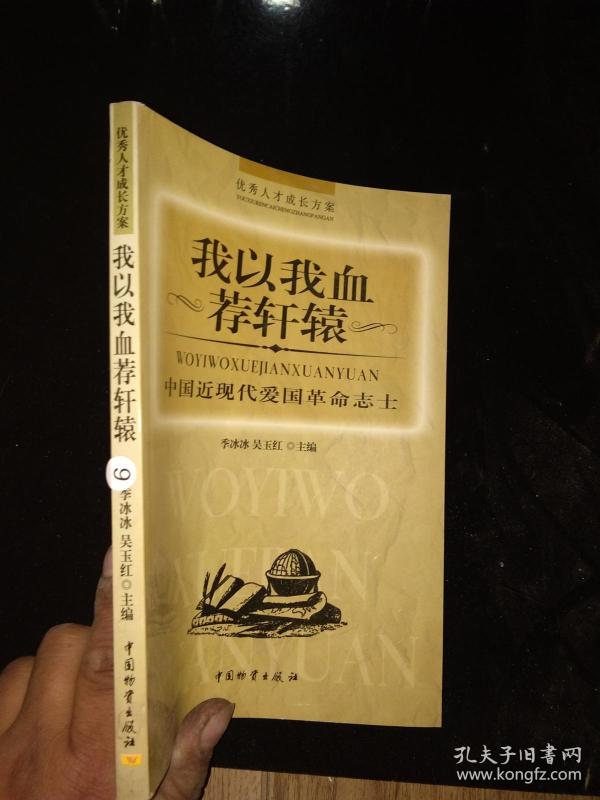 优秀人才成长方案
我以我血荐轩辕
9
季冰冰 吴玉红◎主编
中国物资出版社
优秀人才成长方案
YOUXIURENCAICHENGZHANGFANGAN
我以我血
荐轩辕
WOYIWOXUEJIANXUANYUAN
中国近现代爱国革命志士
季冰冰 吴玉红◎主编
WOYIWO
XUEJIAN
XUANYUAN
中国物资出版社
孔夫子旧书网
www.kongfz.com